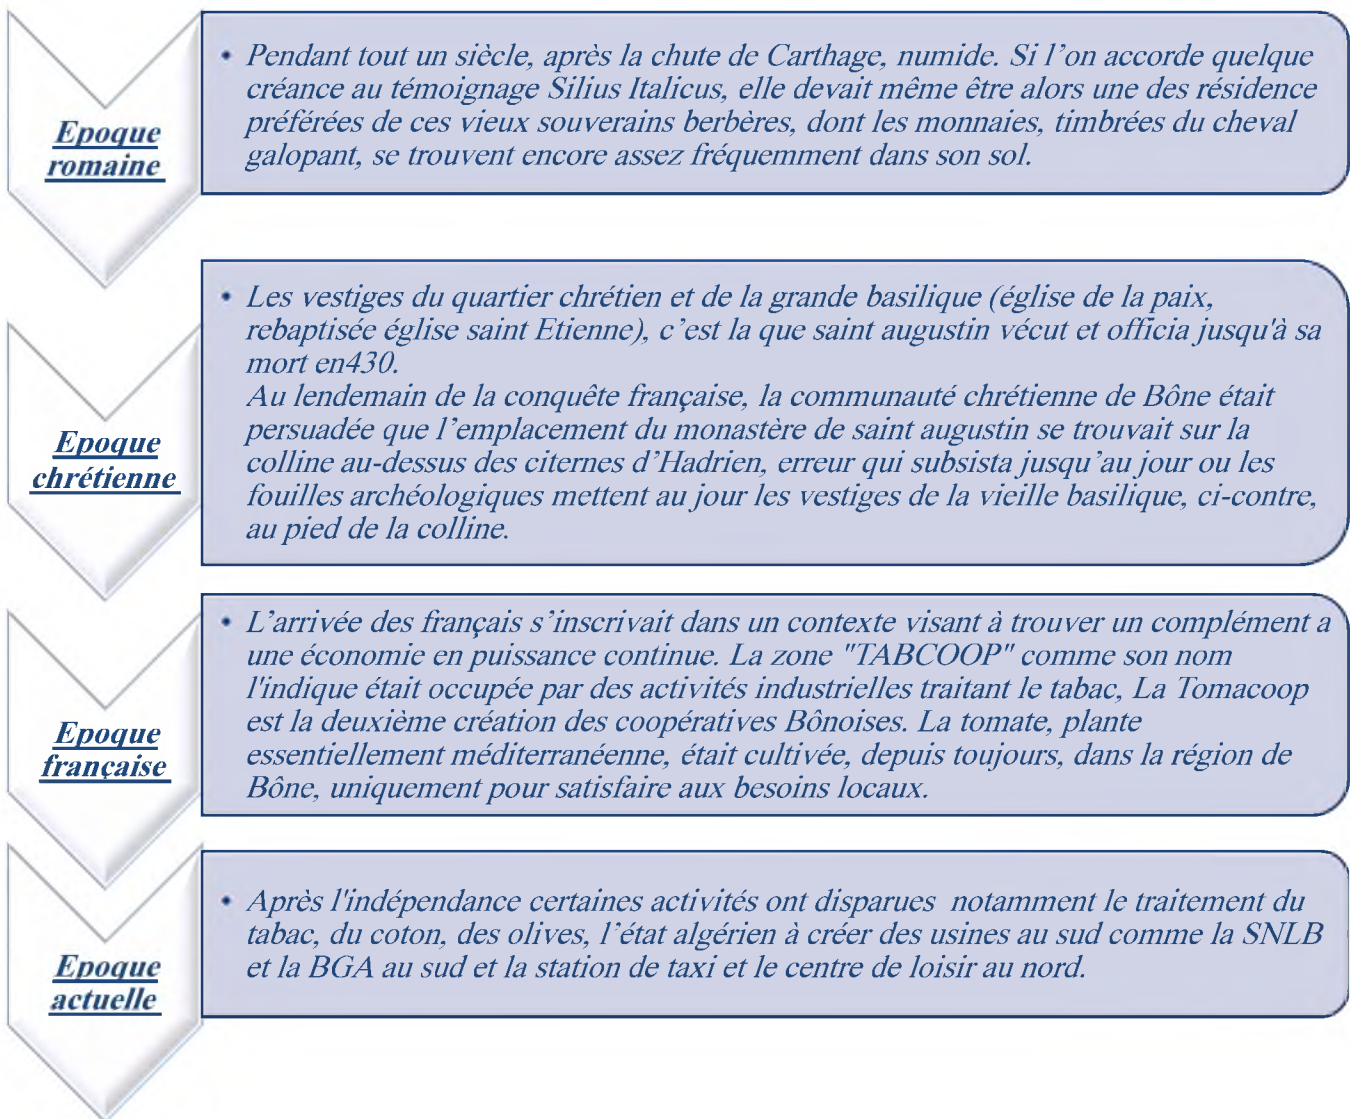 Epoque
romaine
• Pendant tout un siècle, après la chute de Carthage, numide. Si l’on accorde quelque
créance au témoignage Silius Italicus, elle devait même être alors une des résidence
préférées de ces vieux souverains berbères, dont les monnaies, timbrées du cheval
galopant, se trouvent encore assez fréquemment dans son sol.
Epoque
chrétienne
• Les vestiges du quartier chrétien et de la grande basilique (église de la paix,
rebaptisée église saint Etienne), c’est la que saint augustin vécut et officia jusqu'à sa
mort en430.
Au lendemain de la conquête française, la communauté chrétienne de Bône était
persuadée que l’emplacement du monastère de saint augustin se trouvait sur la
colline au-dessus des citernes d’Hadrien, erreur qui subsista jusqu’au jour ou les
fouilles archéologiques mettent au jour les vestiges de la vieille basilique, ci-contre,
au pied de la colline.
Epoque
française
• L’arrivée des français s’inscrivait dans un contexte visant à trouver un complément a
une économie en puissance continue. La zone "TABCOOP" comme son nom
l'indique était occupée par des activités industrielles traitant le tabac, La Tomacoop
est la deuxième création des coopératives Bônoises. La tomate, plante
essentiellement méditerranéenne, était cultivée, depuis toujours, dans la région de
Bône, uniquement pour satisfaire aux besoins locaux.
Epoque
actuelle
• Après l'indépendance certaines activités ont disparues  notamment le traitement du
tabac, du coton, des olives, l’état algérien à créer des usines au sud comme la SNLB
et la BGA au sud et la station de taxi et le centre de loisir au nord.